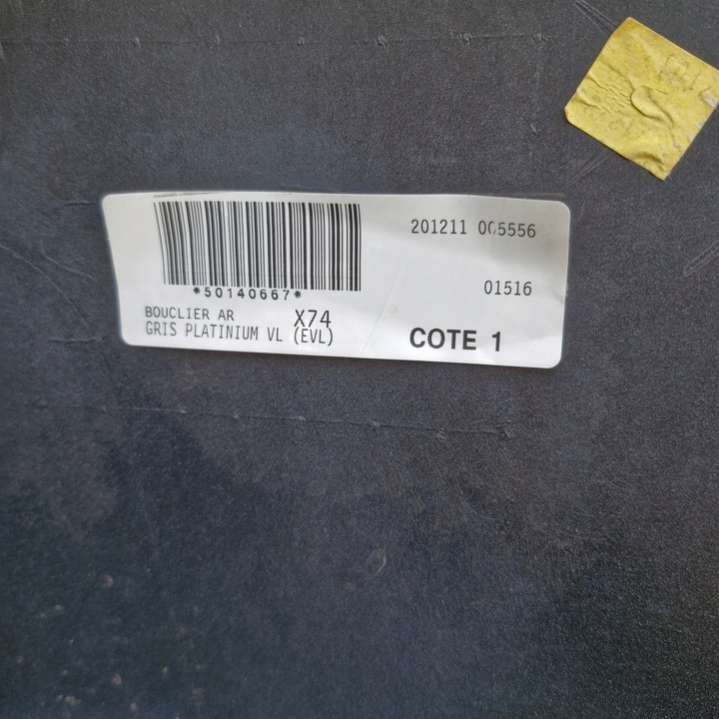 201211 005556
*50140667*
01516
BOUCLIER AR X74
GRIS PLATINIUM VL (EVL)
COTE 1